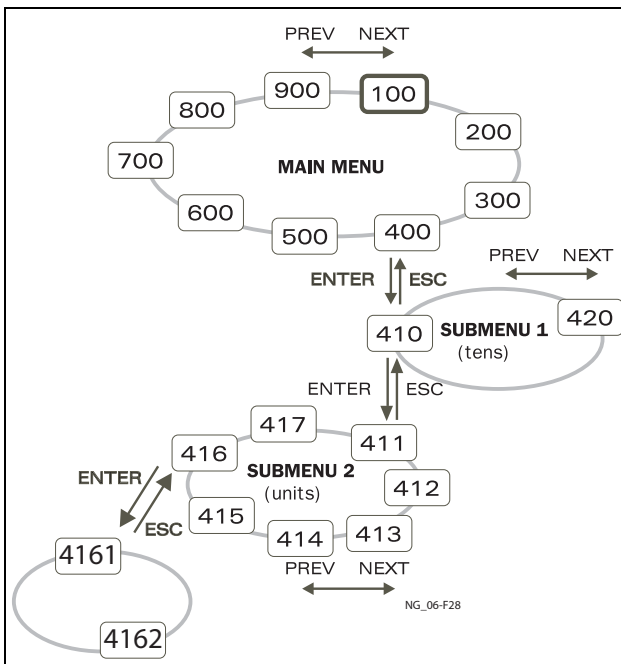 PREV NEXT
900 100
800 200
700 MAIN MENU
600 300
500 400
ENTER ESC
PREV NEXT
410 SUBMENU 1 420
(tens)
ENTER ESC
417 411
416 SUBMENU 2 412
(units)
415 413
414
ENTER
ESC
PREV NEXT
4161
4162
NG_06-F28